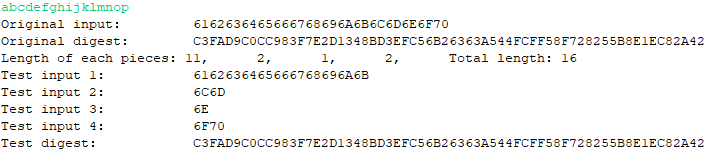 abcdefghijklmnop
Original input: 6162636465666768696A6B6C6D6E6F70
Original digest: C3FAD9C0CC983F7E2D1348BD3EFC56B26363A544FCFF58F728255B8E1EC82A42
Length of each pieces: 11, 2, 1, 2, Total length: 16
Test input 1: 6162636465666768696A6B
Test input 2: 6C6D
Test input 3: 6E
Test input 4: 6F70
Test digest: C3FAD9C0CC983F7E2D1348BD3EFC56B26363A544FCFF58F728255B8E1EC82A42